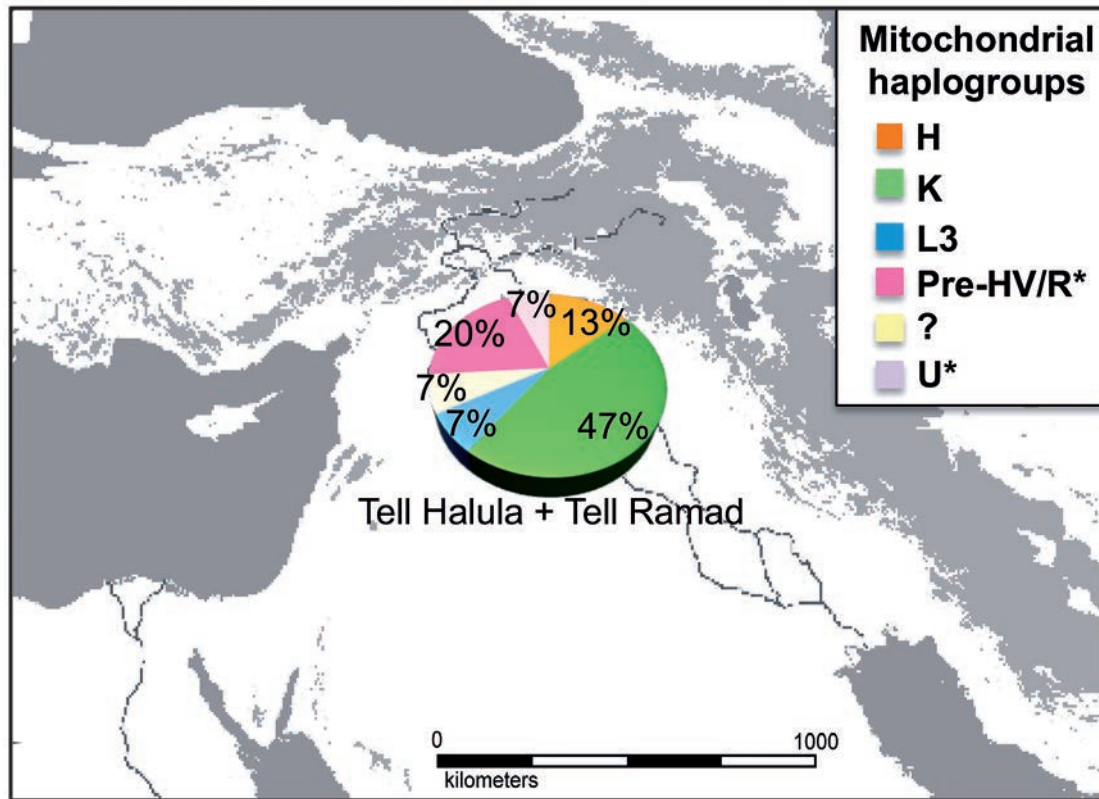 Mitochondrial
haplogroups
H
K
L3
Pre-HV/R*
?
U*
7%
13%
20%
7%
7%
47%
Tell Halula + Tell Ramad
0 1000
kilometers